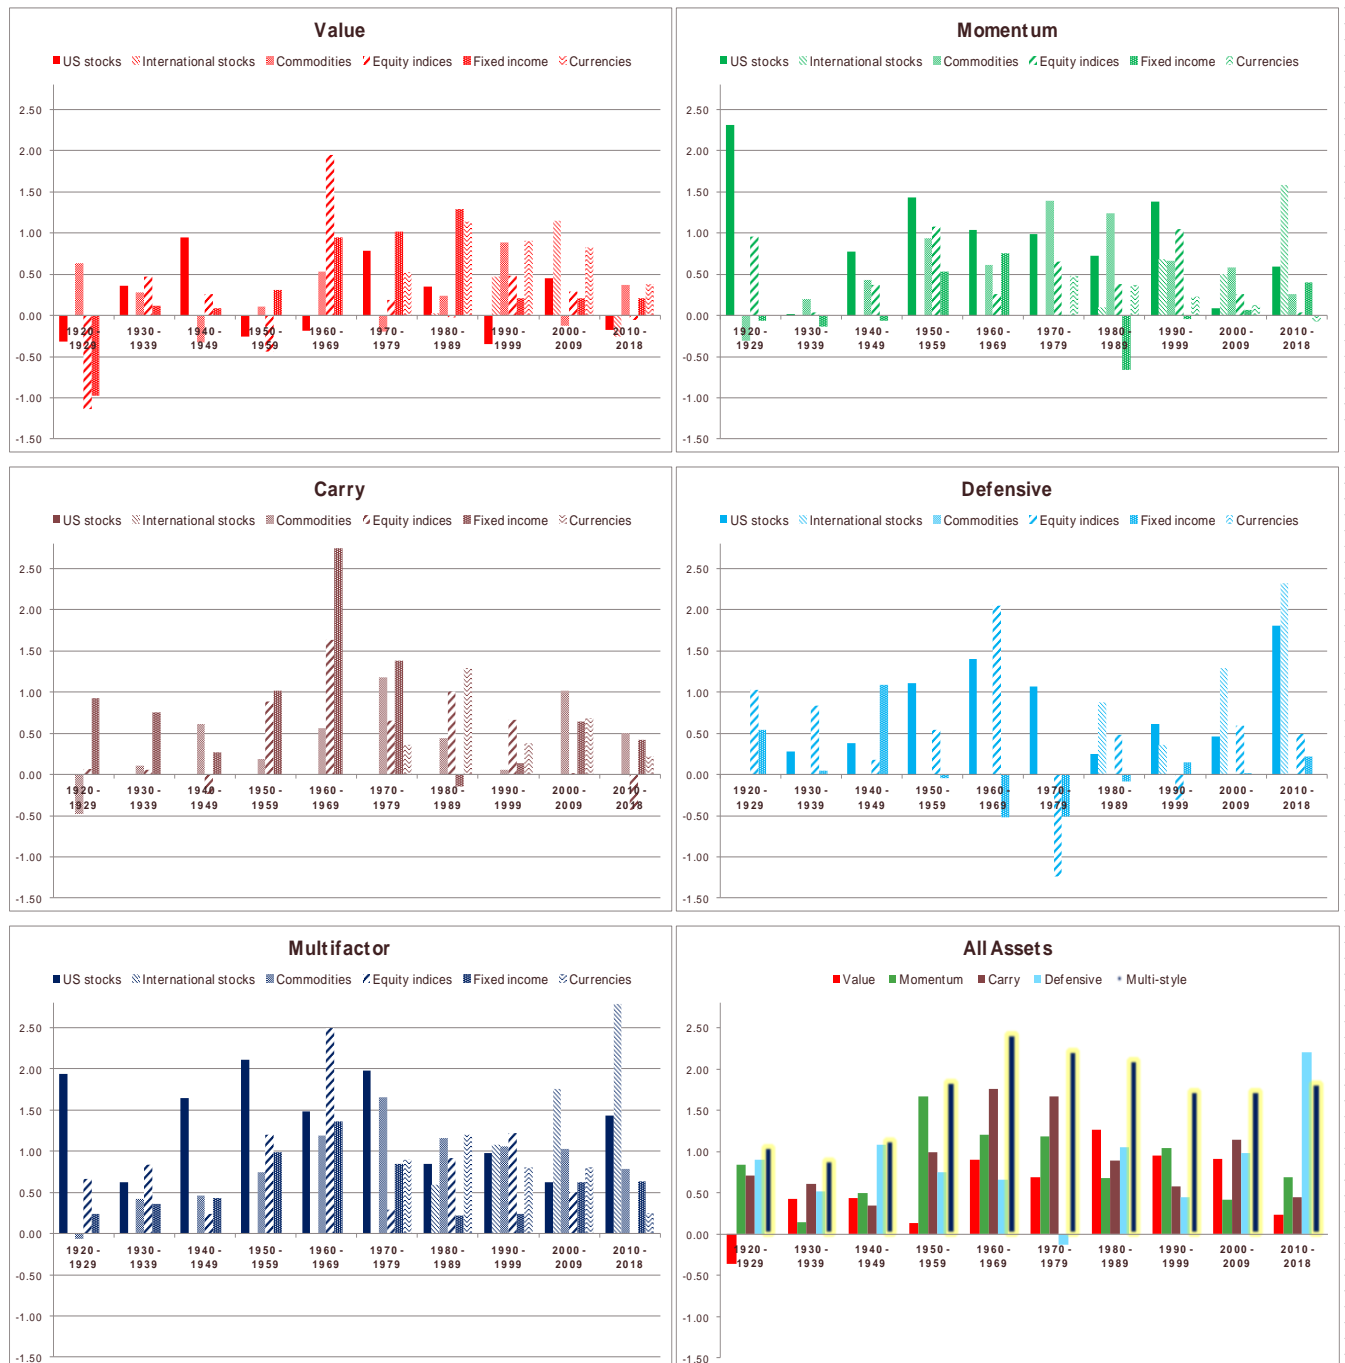 Value
US stocks International stocks Commodities Equity indices Fixed income Currencies
2.50
2.00
1.50
1.00
0.50
0.00
-0.50
-1.00
-1.50
1920 - 1930 - 1940 - 1950 - 1960 - 1970 - 1980 - 1990 - 2000 - 2010 -
1929 1939 1949 1959 1969 1979 1989 1999 2009 2018
Momentum
US stocks International stocks Commodities Equity indices Fixed income Currencies
2.50
2.00
1.50
1.00
0.50
0.00
-0.50
-1.00
-1.50
1920 - 1930 - 1940 - 1950 - 1960 - 1970 - 1980 - 1990 - 2000 - 2010 -
1929 1939 1949 1959 1969 1979 1989 1999 2009 2018
Carry
US stocks International stocks Commodities Equity indices Fixed income Currencies
2.50
2.00
1.50
1.00
0.50
0.00
-0.50
-1.00
-1.50
1920 - 1930 - 1940 - 1950 - 1960 - 1970 - 1980 - 1990 - 2000 - 2010 -
1929 1939 1949 1959 1969 1979 1989 1999 2009 2018
Defensive
US stocks International stocks Commodities Equity indices Fixed income Currencies
2.50
2.00
1.50
1.00
0.50
0.00
-0.50
-1.00
-1.50
1920 - 1930 - 1940 - 1950 - 1960 - 1970 - 1980 - 1990 - 2000 - 2010 -
1929 1939 1949 1959 1969 1979 1989 1999 2009 2018
Multifactor
US stocks International stocks Commodities Equity indices Fixed income Currencies
2.50
2.00
1.50
1.00
0.50
0.00
-0.50
-1.00
-1.50
1920 - 1930 - 1940 - 1950 - 1960 - 1970 - 1980 - 1990 - 2000 - 2010 -
1929 1939 1949 1959 1969 1979 1989 1999 2009 2018
All Assets
Value Momentum Carry Defensive Multi-style
2.50
2.00
1.50
1.00
0.50
0.00
-0.50
-1.00
-1.50
1920 - 1930 - 1940 - 1950 - 1960 - 1970 - 1980 - 1990 - 2000 - 2010 -
1929 1939 1949 1959 1969 1979 1989 1999 2009 2018